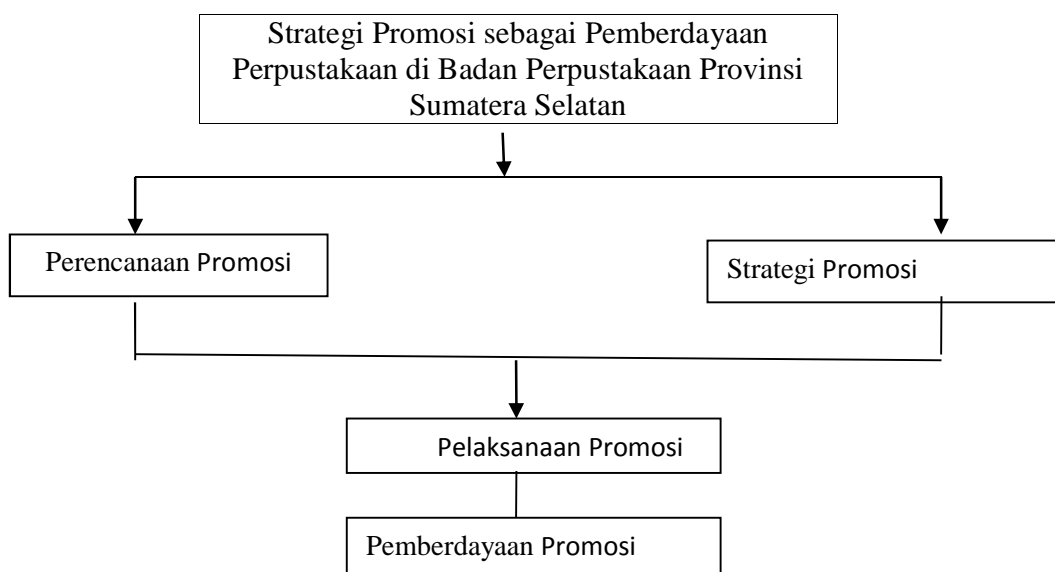 Strategi Promosi sebagai Pemberdayaan
Perpustakaan di Badan Perpustakaan Provinsi
Sumatera Selatan
Perencanaan Promosi
Strategi Promosi
Pelaksanaan Promosi
Pemberdayaan Promosi